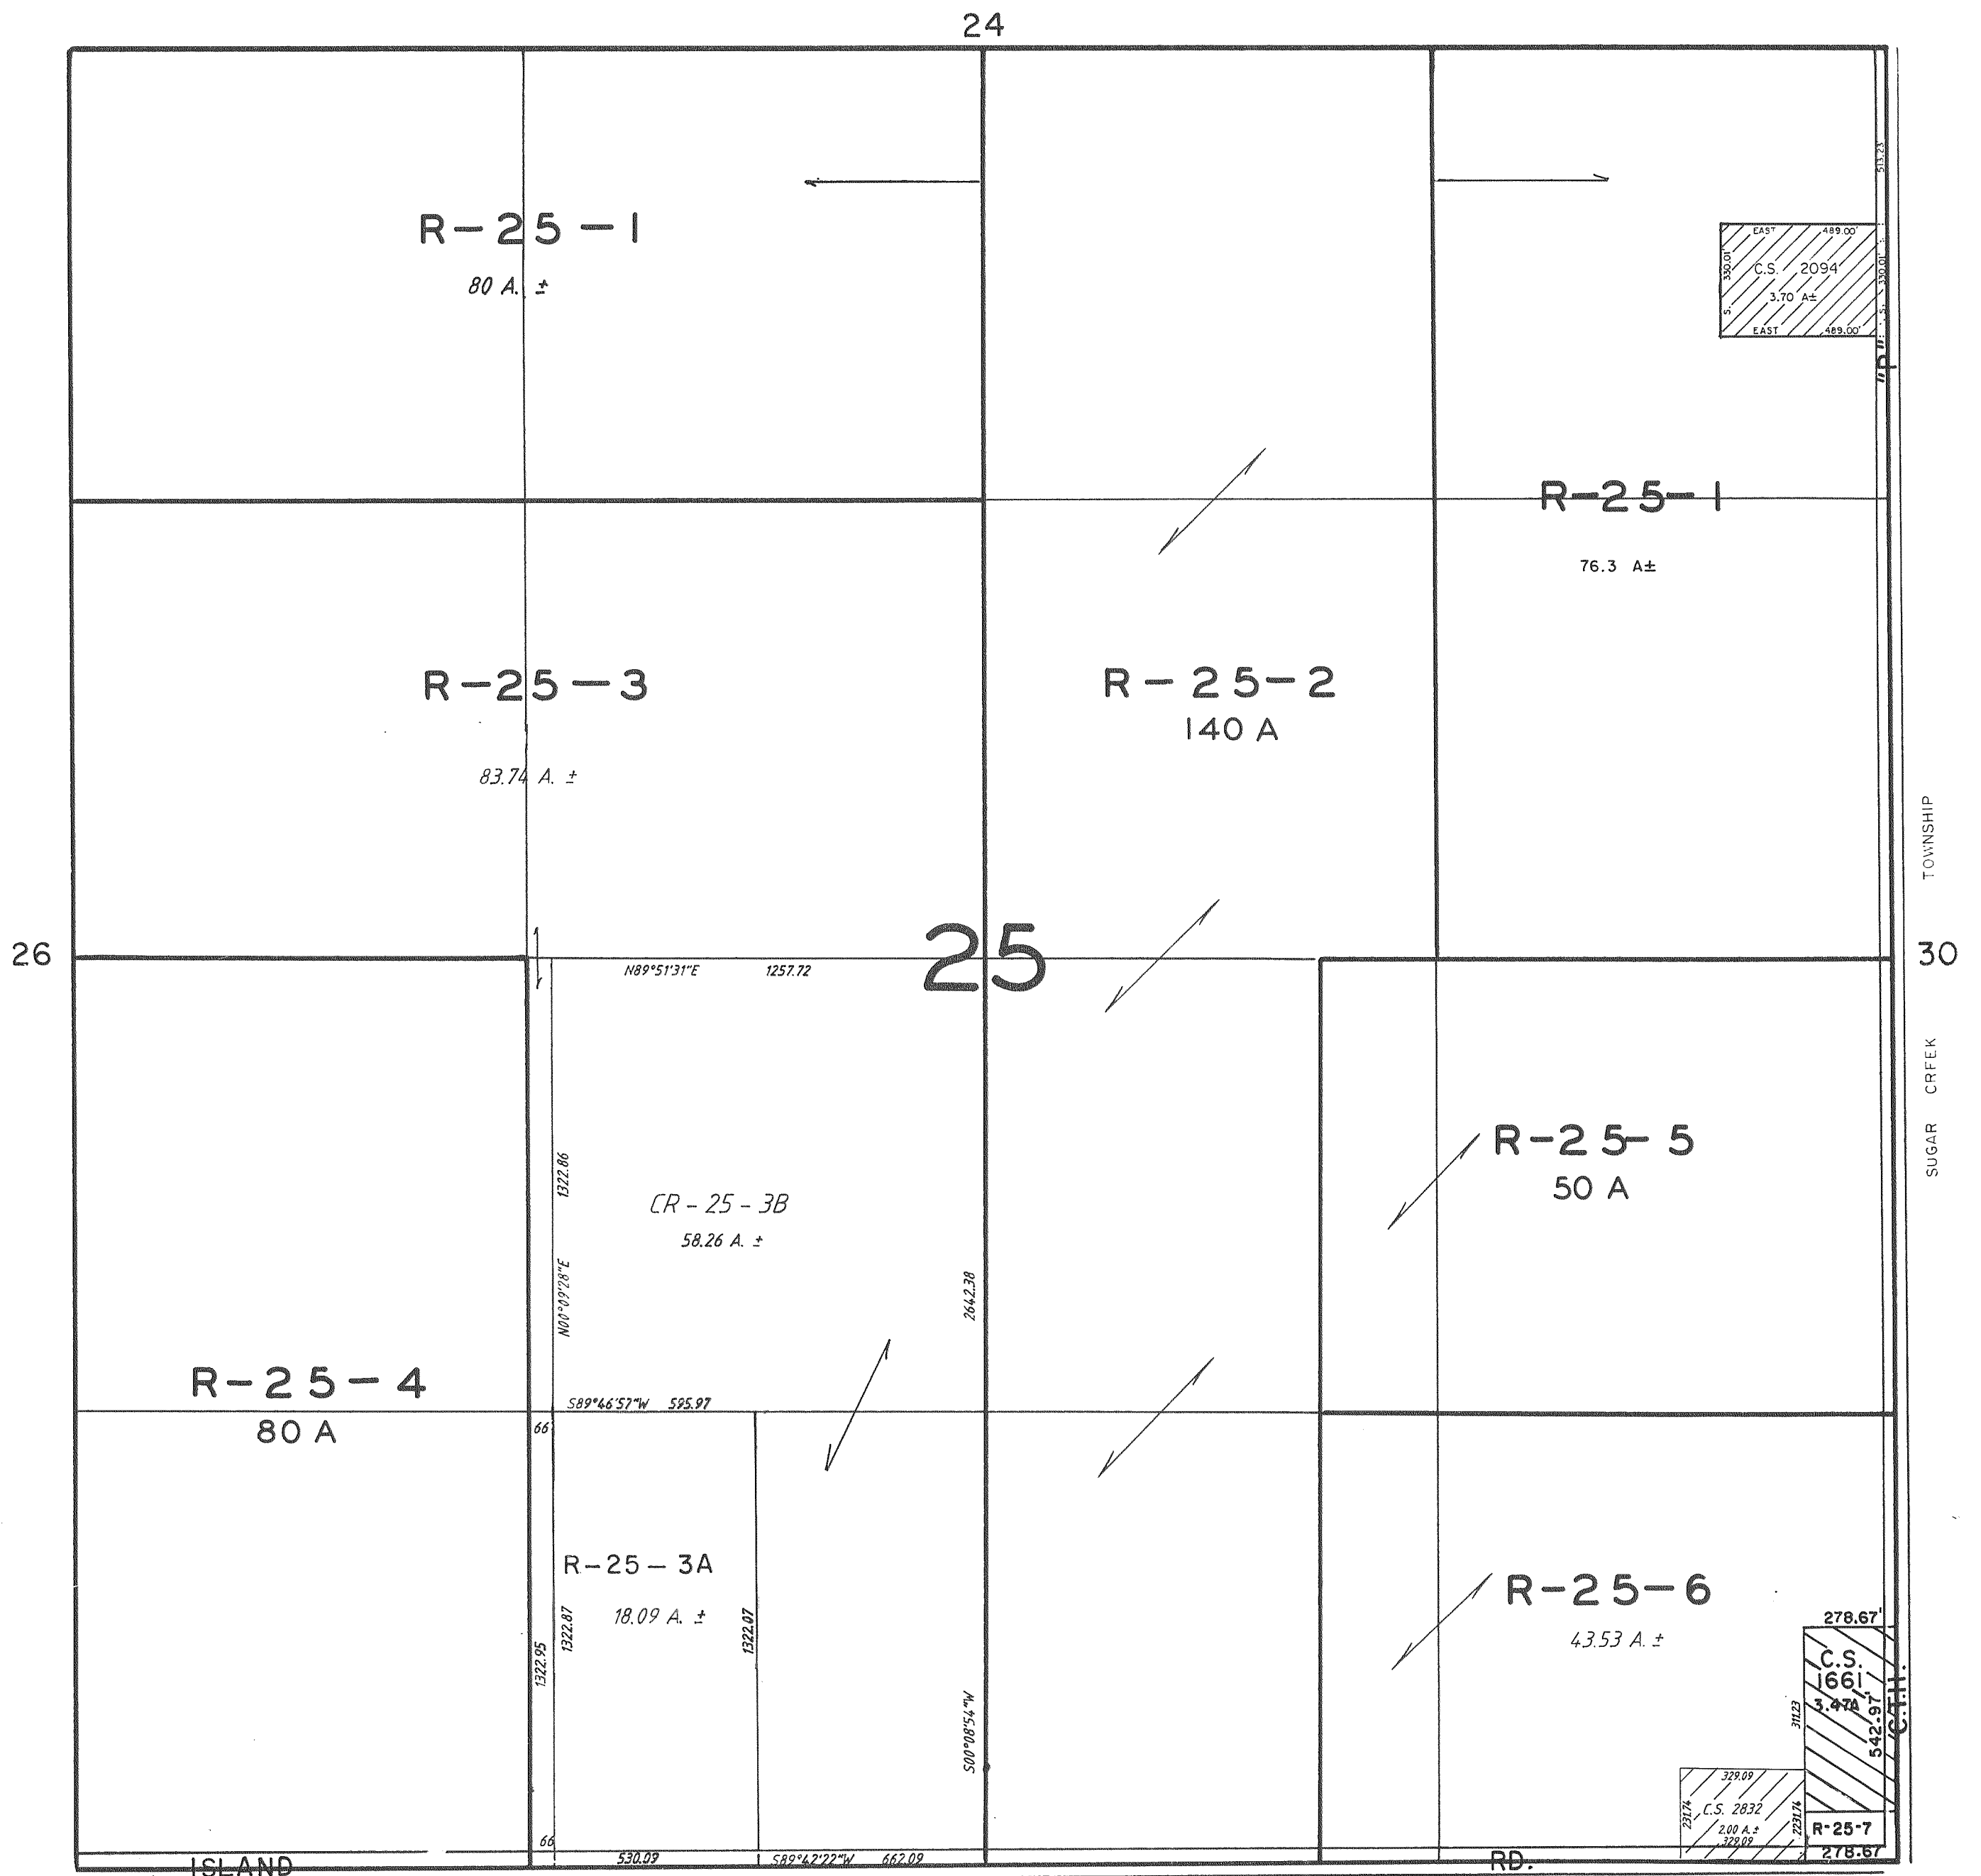 24
R-25-1
80 A. ±
513.23
EAST 489.00'
S. 330.01'
C.S. 2094
3.70 A±
S. 330.01'
EAST 489.00'
"P"
R-25-1
76.3 A±
R-25-3
83.74 A. ±
R-25-2
140 A
TOWNSHIP
SUGAR CREEK
26
25
30
N89°51'31"E 1257.72
1322.86
N00°09'28"E
CR-25-3B
58.26 A. ±
2642.38
R-25-5
50 A
R-25-4
80 A
S89°46'57"W 595.97
66
R-25-3A
18.09 A. ±
1322.95
1322.87
1322.07
S00°08'54"W
R-25-6
43.53 A. ±
278.67'
C.S.
1661
3.47A
542.97'
C.T.H.
311.23
329.09
231.74
C.S. 2832
2.00 A.±
329.09
2231.74
R-25-7
278.67
66
530.09
S89°42'22"W 662.09
ISLAND
RD.